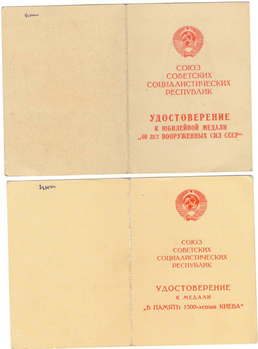 СОЮЗ
СОВЕТСКИХ
СОЦИАЛИСТИЧЕСКИХ
РЕСПУБЛИК
УДОСТОВЕРЕНИЕ
К ЮБИЛЕЙНОЙ МЕДАЛИ
„60 ЛЕТ ВООРУЖЕННЫХ СИЛ СССР“
СОЮЗ
СОВЕТСКИХ
СОЦИАЛИСТИЧЕСКИХ
РЕСПУБЛИК
УДОСТОВЕРЕНИЕ
К МЕДАЛИ
„В ПАМЯТЬ 1500-летия КИЕВА“